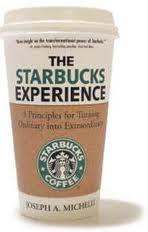 THE
STARBUCKS
EXPERIENCE
5 Principles for Turning
Ordinary into Extraordinary
STARBUCKS
COFFEE
JOSEPH A. MICHELLI